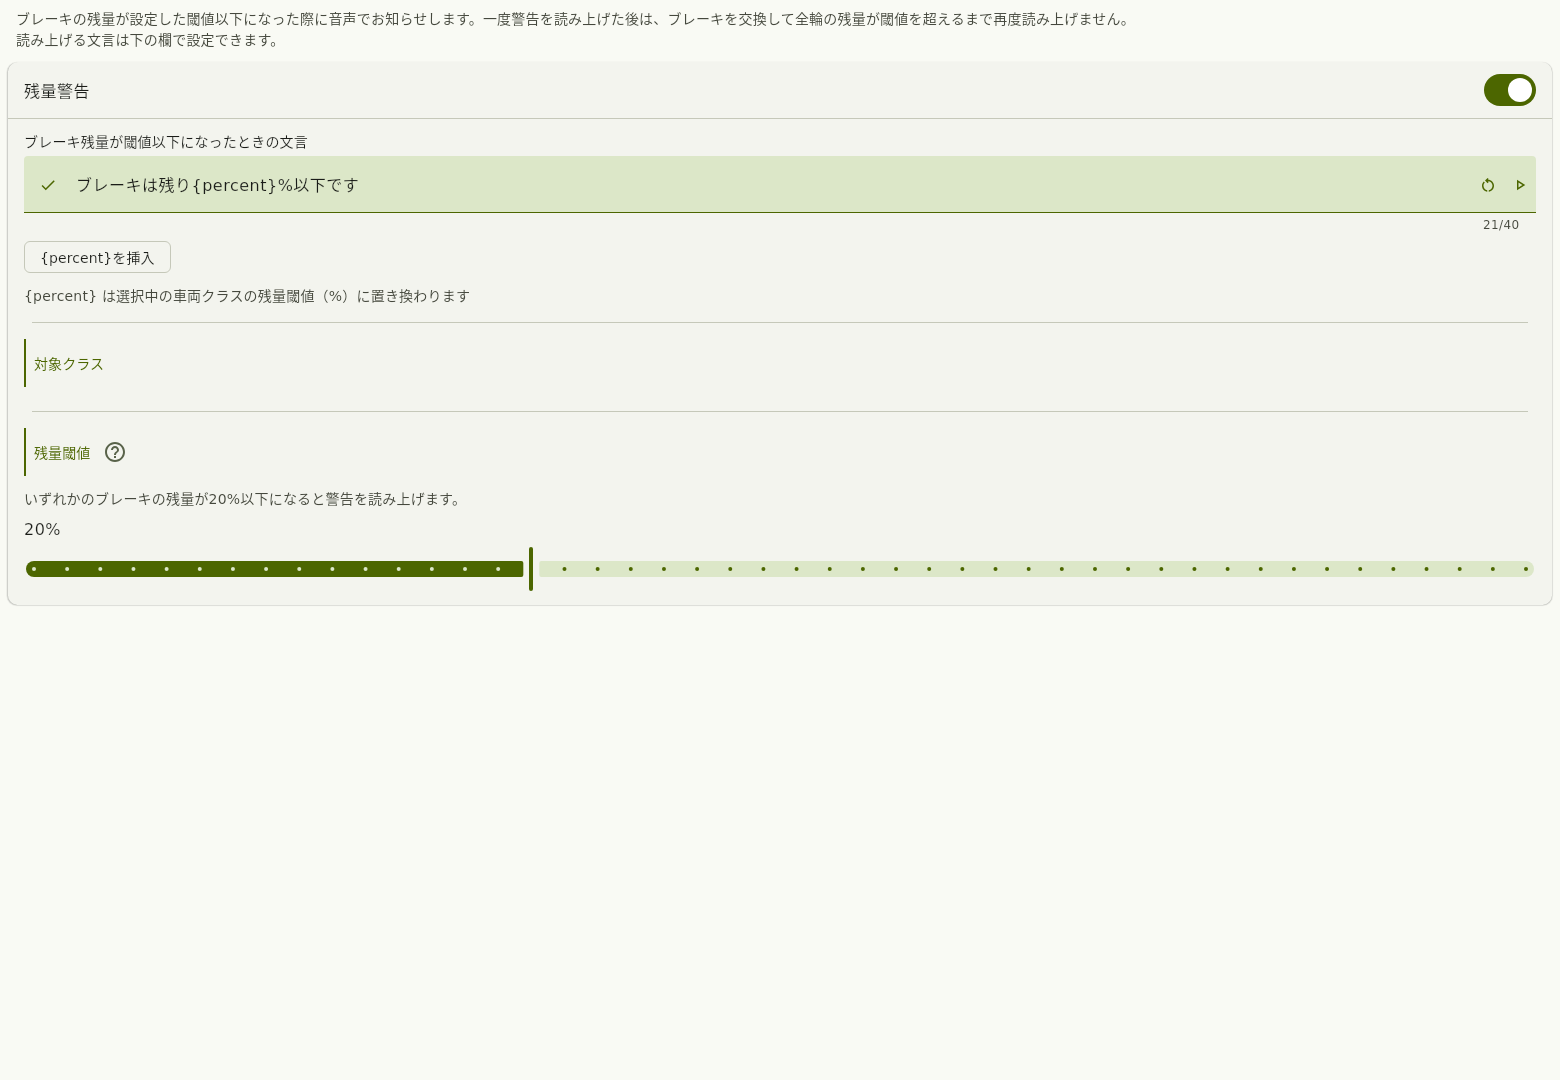 ブレーキの残量が設定した閾値以下になった際に音声でお知らせします。一度警告を読み上げた後は、ブレーキを交換して全輪の残量が閾値を超えるまで再度読み上げません。
読み上げる文言は下の欄で設定できます。
残量警告
ブレーキ残量が閾値以下になったときの文言
ブレーキは残り{percent}%以下です
21/40
{percent}を挿入
{percent} は選択中の車両クラスの残量閾値（%）に置き換わります
対象クラス
残量閾値
いずれかのブレーキの残量が20%以下になると警告を読み上げます。
20%